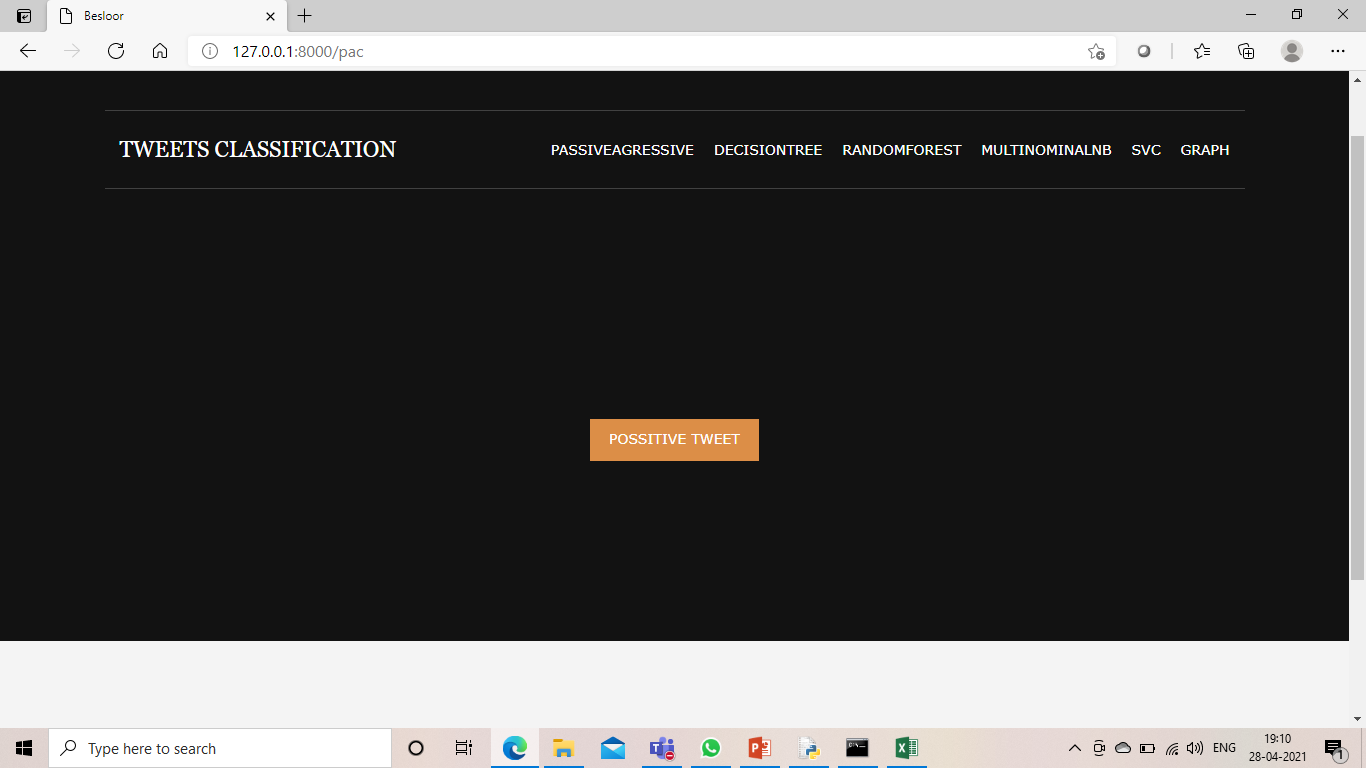 Besloor
127.0.0.1:8000/pac
TWEETS CLASSIFICATION
PASSIVEAGRESSIVE DECISIONTREE RANDOMFOREST MULTINOMINALNB SVC GRAPH
POSSITIVE TWEET
Type here to search
ENG
19:10
28-04-2021
1